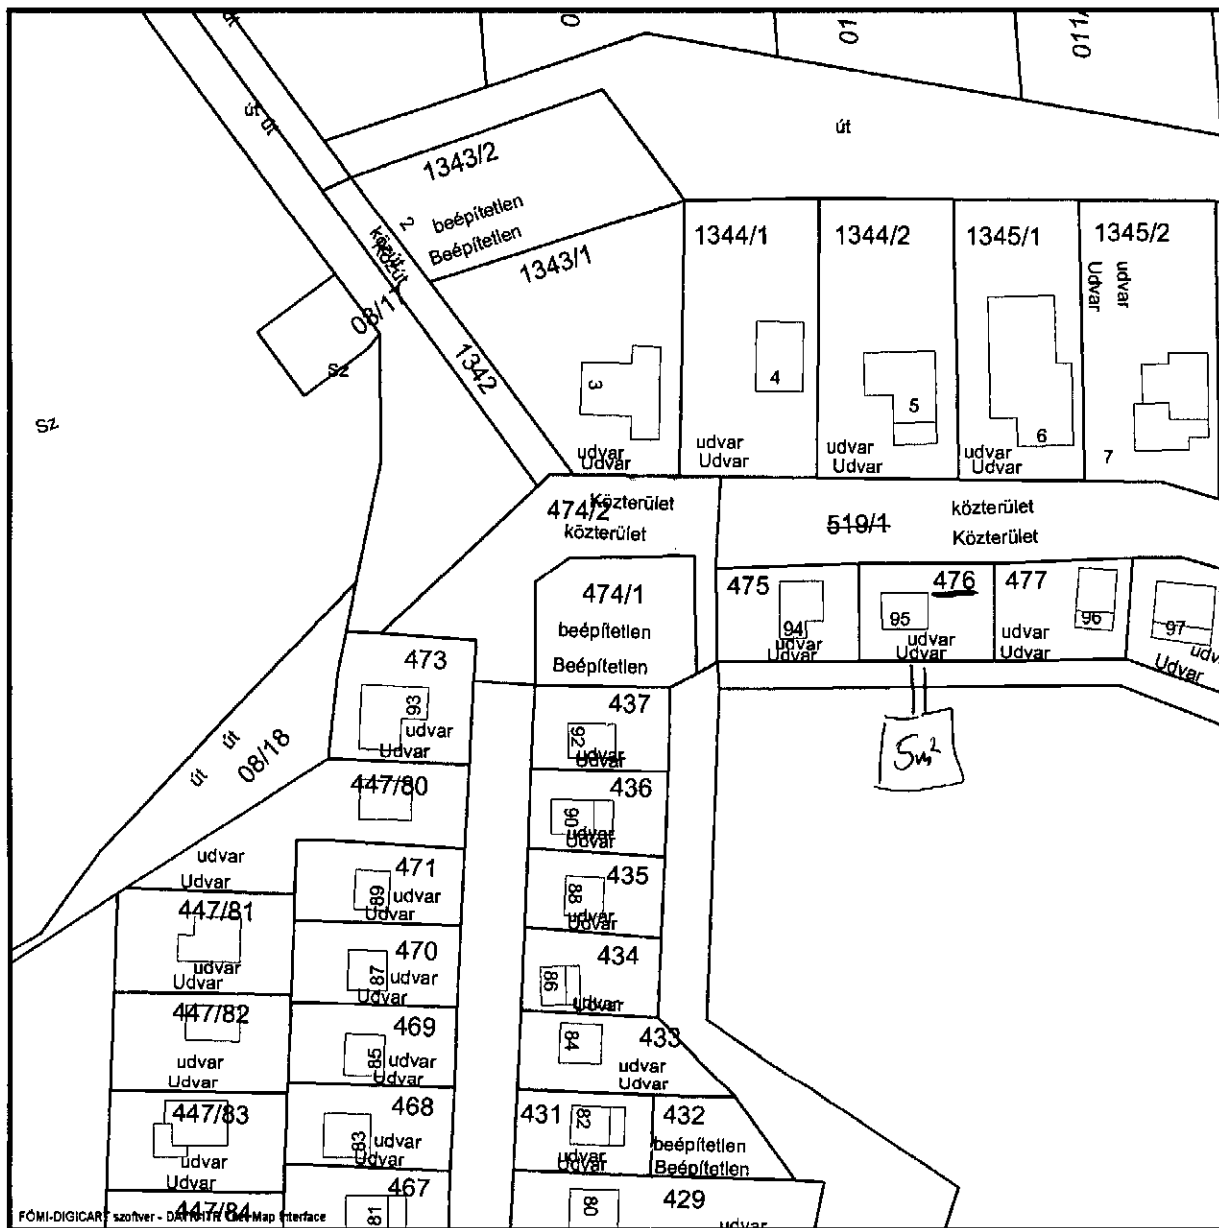 út
0
01
011/
út út
út
1343/2
2 beépítetlen
Beépítetlen
közút
Közút
1343/1
1344/1
1344/2
1345/1
1345/2
udvar
Udvar
08/17
1342
Sz
Sz
3
udvar
Udvar
4
udvar
Udvar
5
udvar
Udvar
6
udvar
Udvar
7
474/2
Közterület
közterület
519/1
közterület
Közterület
474/1
beépítetlen
Beépítetlen
475
94
udvar
Udvar
476
95
udvar
Udvar
477
96
udvar
Udvar
97
udv
Udvar
5m²
473
93
udvar
Udvar
út út
08/18
437
92
udvar
Udvar
447/80
udvar
Udvar
436
90
udvar
Udvar
471
89
udvar
Udvar
435
88
udvar
Udvar
447/81
udvar
Udvar
470
87
udvar
Udvar
434
86
udvar
Udvar
447/82
udvar
Udvar
469
85
udvar
Udvar
433
84
udvar
Udvar
447/83
udvar
Udvar
468
83
udvar
Udvar
431
82
udvar
Udvar
432
beépítetlen
Beépítetlen
447/84
467
81
80
429
udvar
FÖMI-DIGICART szoftver - DATR-ITR Map Interface